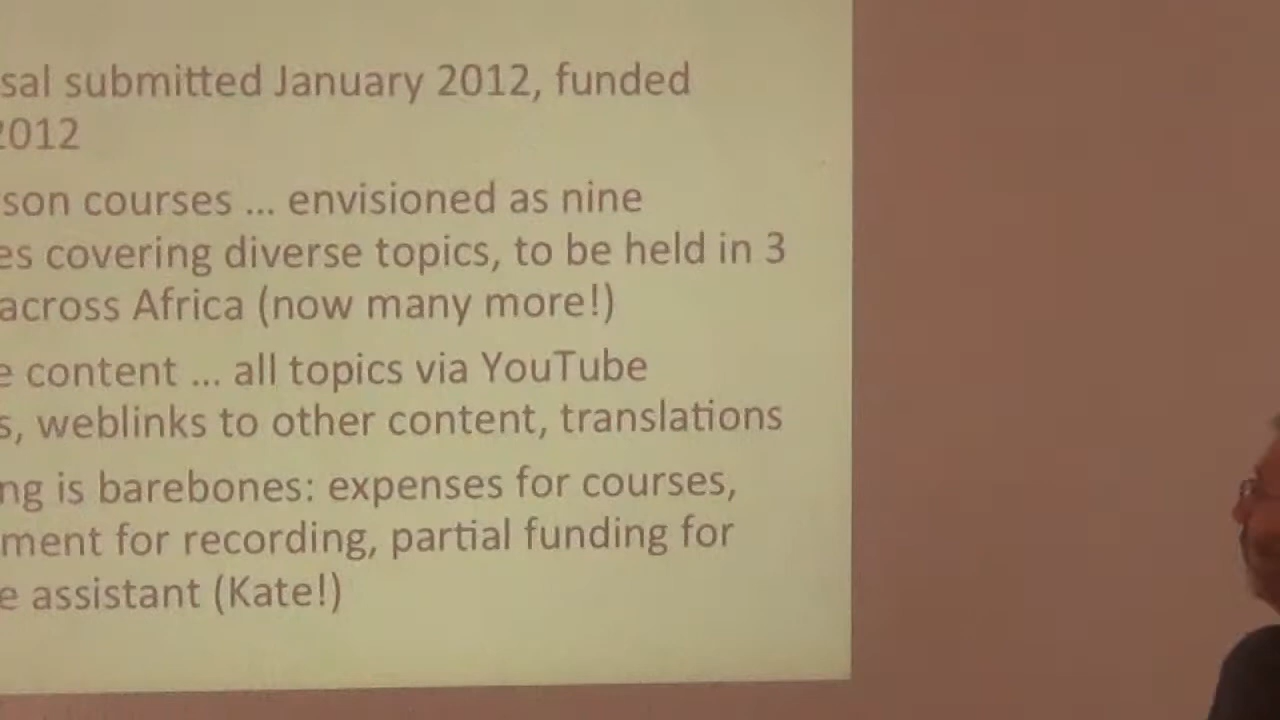 sal submitted January 2012, funded
2012
son courses ... envisioned as nine
es covering diverse topics, to be held in 3
across Africa (now many more!)
e content ... all topics via YouTube
s, weblinks to other content, translations
ng is barebones: expenses for courses,
ment for recording, partial funding for
e assistant (Kate!)